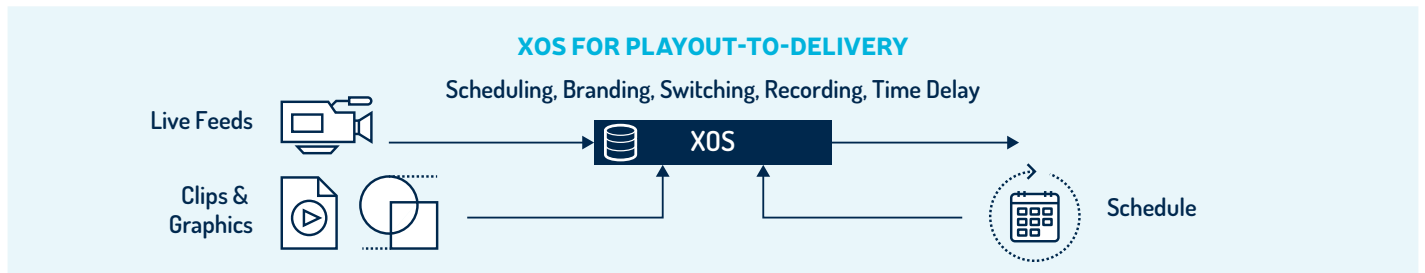 XOS FOR PLAYOUT-TO-DELIVERY
Scheduling, Branding, Switching, Recording, Time Delay
Live Feeds
XOS
Clips &
Graphics
Schedule